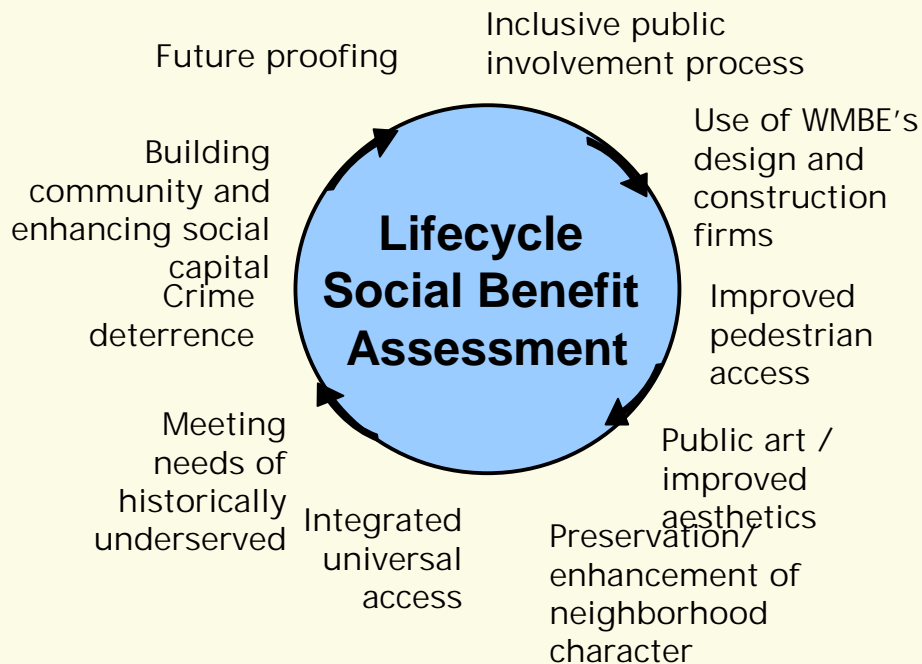 Future proofing
Inclusive public
involvement process
Use of WMBE's
design and
construction
firms
Improved
pedestrian
access
Public art /
improved
aesthetics
Preservation/
enhancement of
neighborhood
character
Integrated
universal
access
Meeting
needs of
historically
underserved
Crime
deterrence
Building
community and
enhancing social
capital
Lifecycle
Social Benefit
Assessment